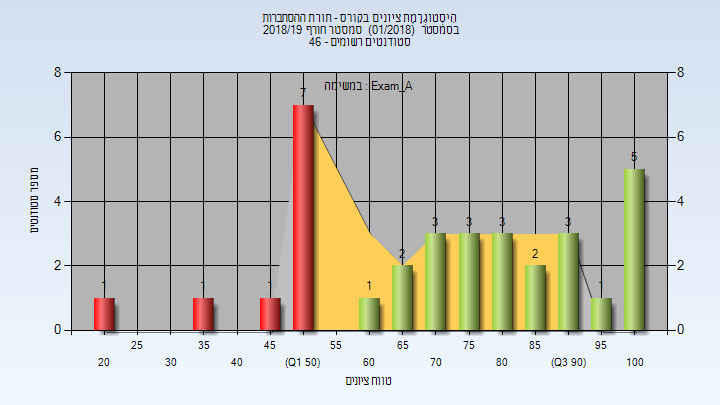 הִיסְטוֹגְרָמַת ציונים בקורס - תורת ההסתברות
בסמסטר (01/2018) סמסטר חורף 2018/19
סטודנטים רשומים - 46
במשימה : Exam_A
8 8
7
6 6
5
4 4
3 3 3 3
2 2 2 2
1 1 1 1 1
0 0
מספר סטודנטים
25 35 45 55 65 75 85 95
20 30 40 (Q1 50) 60 70 80 (Q3 90) 100
טווח ציונים